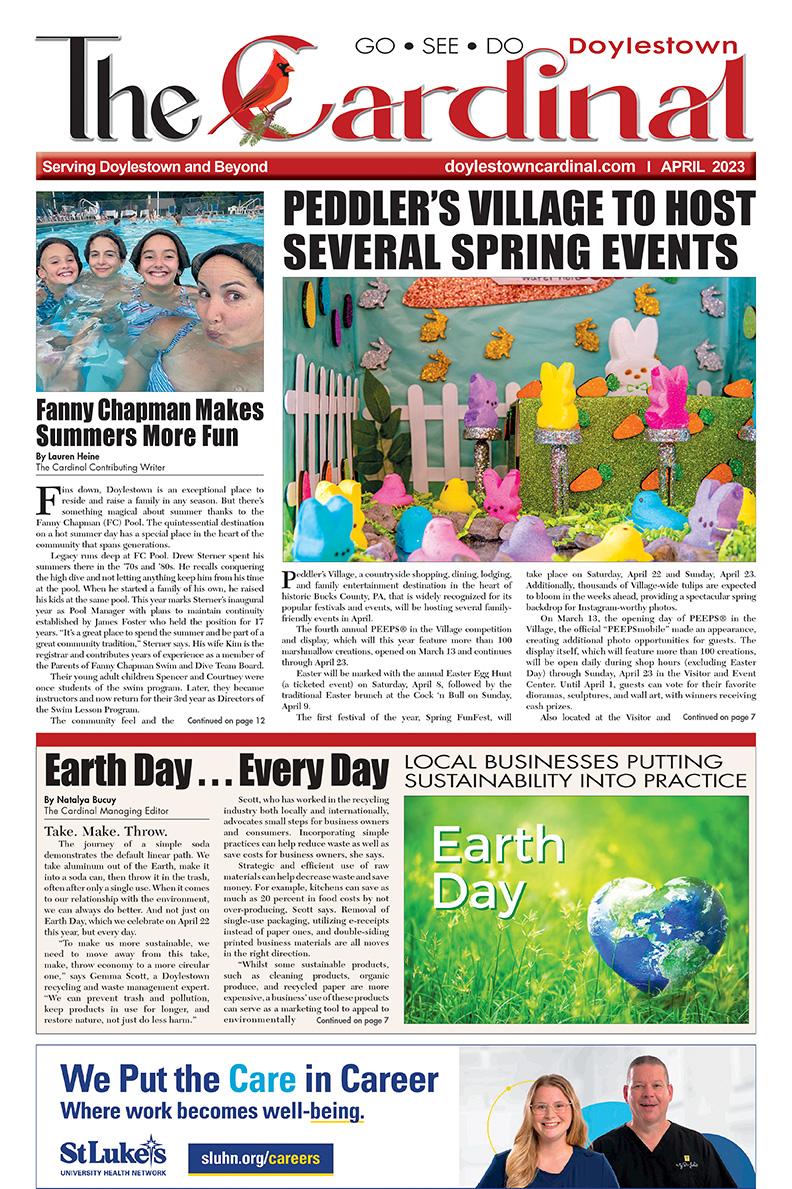 GO • SEE • DO
Doylestown
The Cardinal
Serving Doylestown and Beyond
doylestowncardinal.com | APRIL 2023
Fanny Chapman Makes
Summers More Fun
By Lauren Heine
The Cardinal Contributing Writer
Fins down, Doylestown is an exceptional place to
reside and raise a family in any season. But there's
something magical about summer thanks to the
Fanny Chapman (FC) Pool. The quintessential destination
on a hot summer day has a special place in the heart of the
community that spans generations.
Legacy runs deep at FC Pool. Drew Sterner spent his
summers there in the '70s and '80s. He recalls conquering
the high dive and not letting anything keep him from his time
at the pool. When he started a family of his own, he raised
his kids at the same pool. This year marks Sterner's inaugural
year as Pool Manager with plans to maintain continuity
established by James Foster who held the position for 17
years. "It's a great place to spend the summer and be part of a
great community tradition," Sterner says. His wife Kim is the
registrar and contributes years of experience as a member of
the Parents of Fanny Chapman Swim and Dive Team Board.
Their young adult children Spencer and Courtney were
once students of the swim program. Later, they became
instructors and now return for their 3rd year as Directors of
the Swim Lesson Program.
The community feel and the
Continued on page 12
PEDDLER'S VILLAGE TO HOST
SEVERAL SPRING EVENTS
Peddler's Village, a countryside shopping, dining, lodging,
and family entertainment destination in the heart of
historic Bucks County, PA, that is widely recognized for its
popular festivals and events, will be hosting several family-
friendly events in April.
The fourth annual PEEPS® in the Village competition
and display, which will this year feature more than 100
marshmallow creations, opened on March 13 and continues
through April 23.
Easter will be marked with the annual Easter Egg Hunt
(a ticketed event) on Saturday, April 8, followed by the
traditional Easter brunch at the Cock 'n Bull on Sunday,
April 9.
The first festival of the year, Spring FunFest, will
take place on Saturday, April 22 and Sunday, April 23.
Additionally, thousands of Village-wide tulips are expected
to bloom in the weeks ahead, providing a spectacular spring
backdrop for Instagram-worthy photos.
On March 13, the opening day of PEEPS® in the
Village, the official "PEEPSmobile" made an appearance,
creating additional photo opportunities for guests. The
display itself, which will feature more than 100 creations,
will be open daily during shop hours (excluding Easter
Day) through Sunday, April 23 in the Visitor and Event
Center. Until April 1, guests can vote for their favorite
dioramas, sculptures, and wall art, with winners receiving
cash prizes.
Also located at the Visitor and
Continued on page 7
Earth Day . . . Every Day
By Natalya Bucuy
The Cardinal Managing Editor
Take. Make. Throw.
The journey of a simple soda
demonstrates the default linear path. We
take aluminum out of the Earth, make it
into a soda can, then throw it in the trash,
often after only a single use. When it comes
to our relationship with the environment,
we can always do better. And not just on
Earth Day, which we celebrate on April 22
this year, but every day.
"To make us more sustainable, we
need to move away from this take,
make, throw economy to a more circular
one," says Gemma Scott, a Doylestown
recycling and waste management expert.
"We can prevent trash and pollution,
keep products in use for longer, and
restore nature, not just do less harm."
Scott, who has worked in the recycling
industry both locally and internationally,
advocates small steps for business owners
and consumers. Incorporating simple
practices can help reduce waste as well as
save costs for business owners, she says.
Strategic and efficient use of raw
materials can help decrease waste and save
money. For example, kitchens can save as
much as 20 percent in food costs by not
over-producing, Scott says. Removal of
single-use packaging, utilizing e-receipts
instead of paper ones, and double-siding
printed business materials are all moves
in the right direction.
"Whilst some sustainable products,
such as cleaning products, organic
produce, and recycled paper are more
expensive, a business' use of these products
can serve as a marketing tool to appeal to
environmentally
Continued on page 7
LOCAL BUSINESSES PUTTING
SUSTAINABILITY INTO PRACTICE
Earth
Day
We Put the Care in Career
Where work becomes well-being.
St Luke's
UNIVERSITY HEALTH NETWORK
sluhn.org/careers